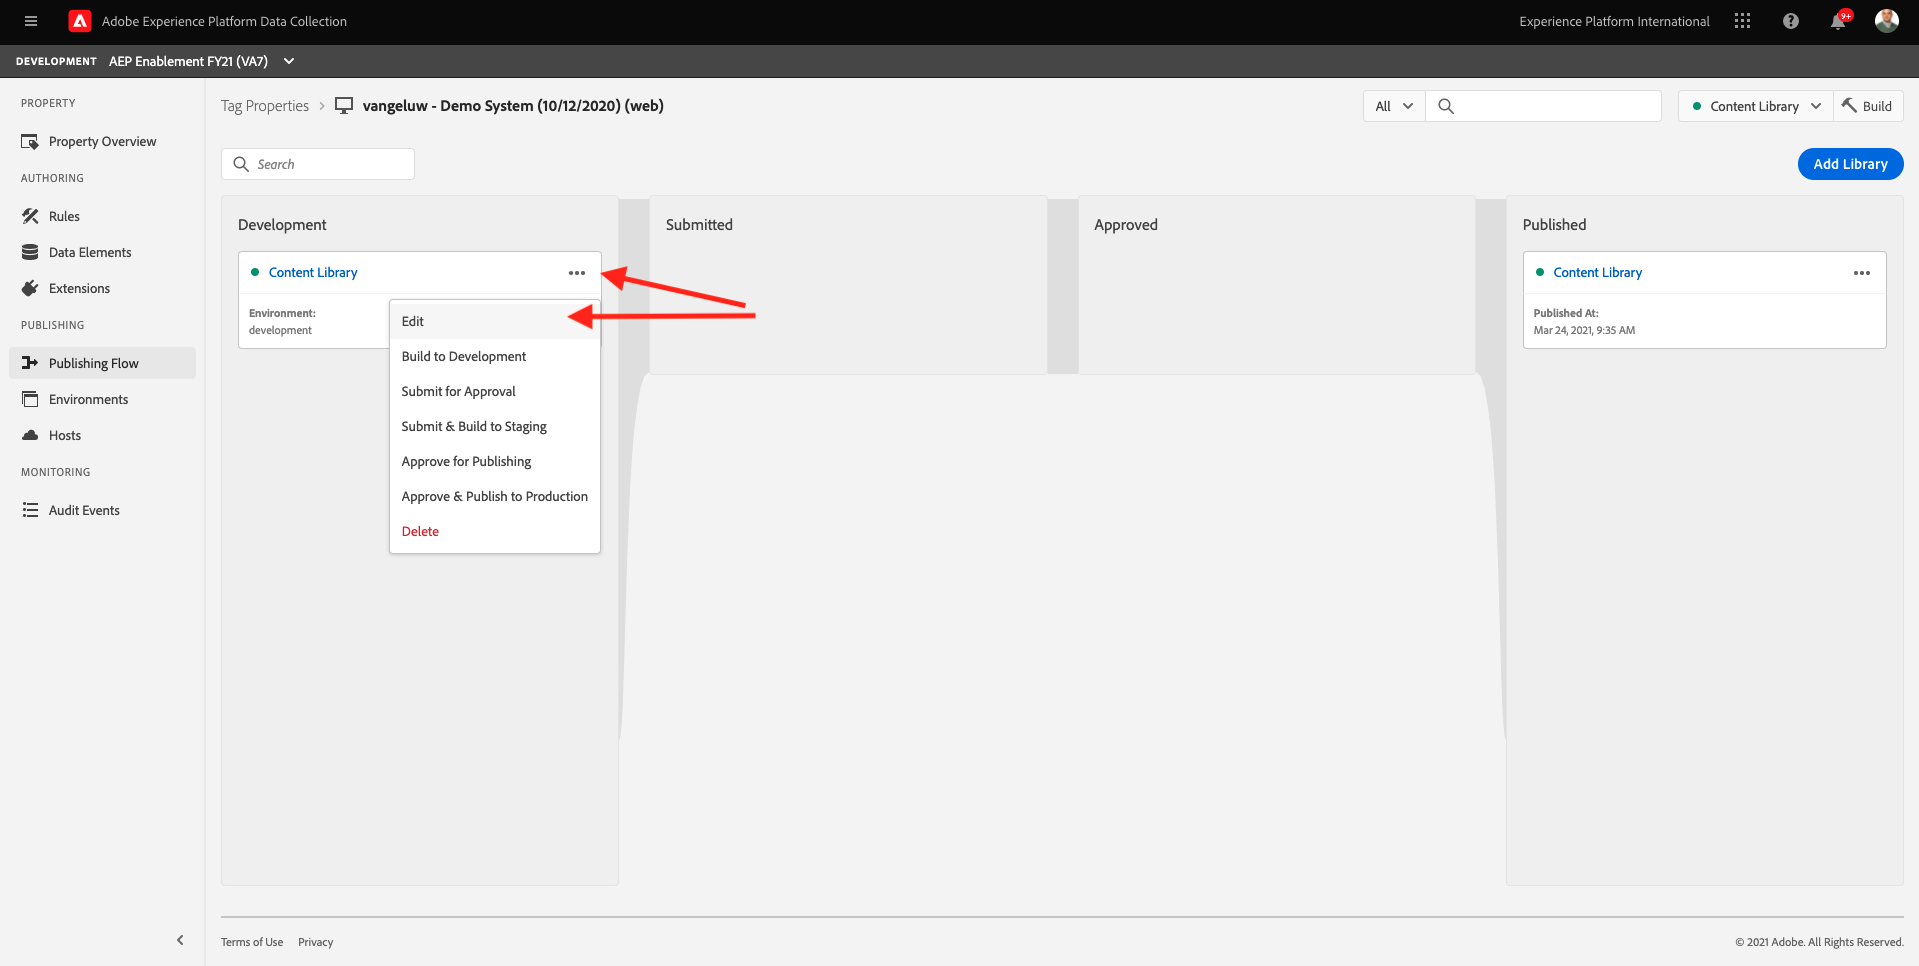 Adobe Experience Platform Data Collection
Experience Platform International
9+
DEVELOPMENT AEP Enablement FY21 (VA7)
PROPERTY
Property Overview
AUTHORING
Rules
Data Elements
Extensions
PUBLISHING
Publishing Flow
Environments
Hosts
MONITORING
Audit Events
Tag Properties > vangeluw - Demo System (10/12/2020) (web)
All
Content Library
Build
Search
Add Library
Development
Content Library
Environment:
development
Edit
Build to Development
Submit for Approval
Submit & Build to Staging
Approve for Publishing
Approve & Publish to Production
Delete
Submitted
Approved
Published
Content Library
Published At:
Mar 24, 2021, 9:35 AM
Terms of Use Privacy
© 2021 Adobe. All Rights Reserved.